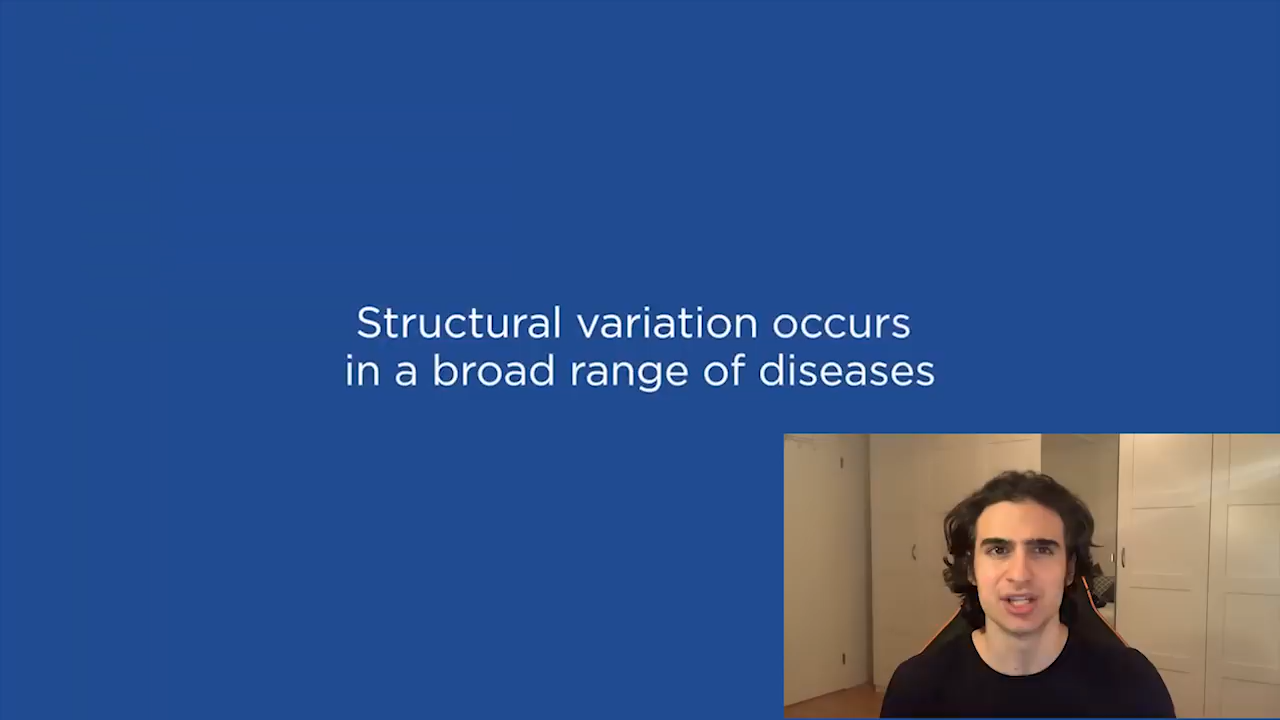 Structural variation occurs
in a broad range of diseases